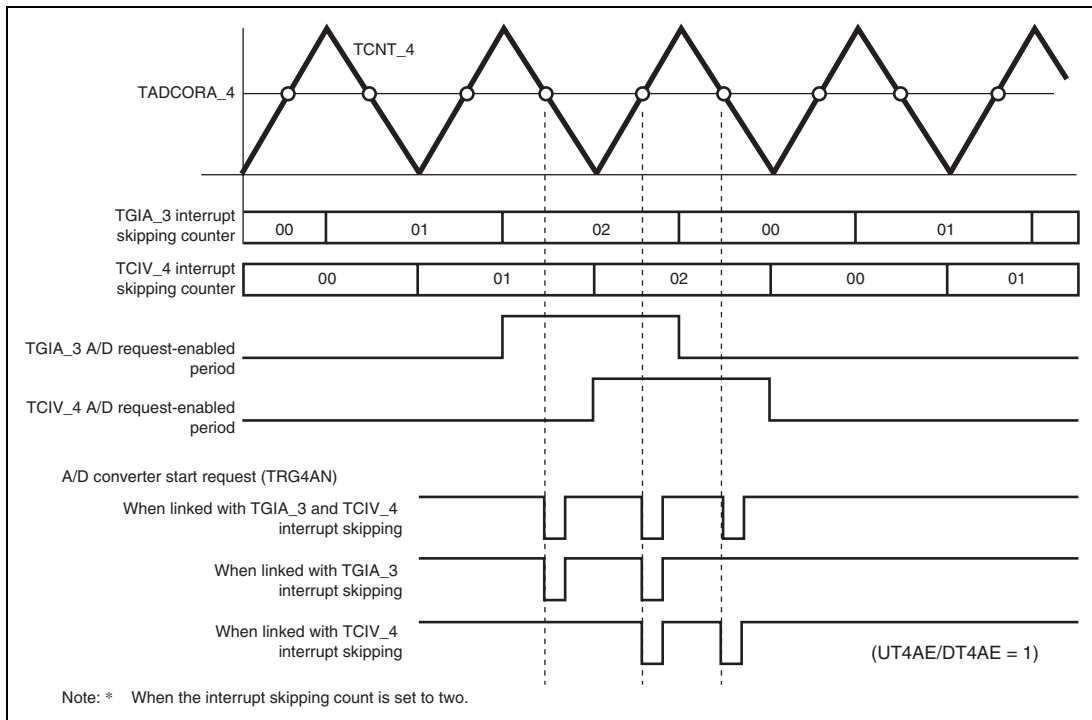 TCNT_4
TADCORA_4
TGIA_3 interrupt
skipping counter
00 01 02 00 01
TCIV_4 interrupt
skipping counter
00 01 02 00 01
TGIA_3 A/D request-enabled
period
TCIV_4 A/D request-enabled
period
A/D converter start request (TRG4AN)
When linked with TGIA_3 and TCIV_4
interrupt skipping
When linked with TGIA_3
interrupt skipping
When linked with TCIV_4
interrupt skipping
(UT4AE/DT4AE = 1)
Note: * When the interrupt skipping count is set to two.